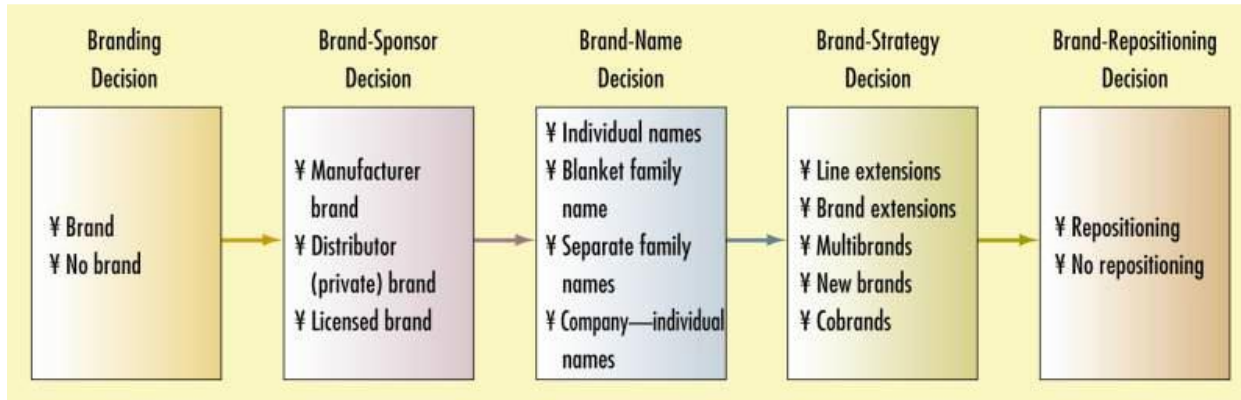 Branding
Decision
Brand-Sponsor
Decision
Brand-Name
Decision
Brand-Strategy
Decision
Brand-Repositioning
Decision
¥ Brand
¥ No brand
¥ Manufacturer
brand
¥ Distributor
(private) brand
¥ Licensed brand
¥ Individual names
¥ Blanket family
name
¥ Separate family
names
¥ Company—individual
names
¥ Line extensions
¥ Brand extensions
¥ Multibrands
¥ New brands
¥ Cobrands
¥ Repositioning
¥ No repositioning